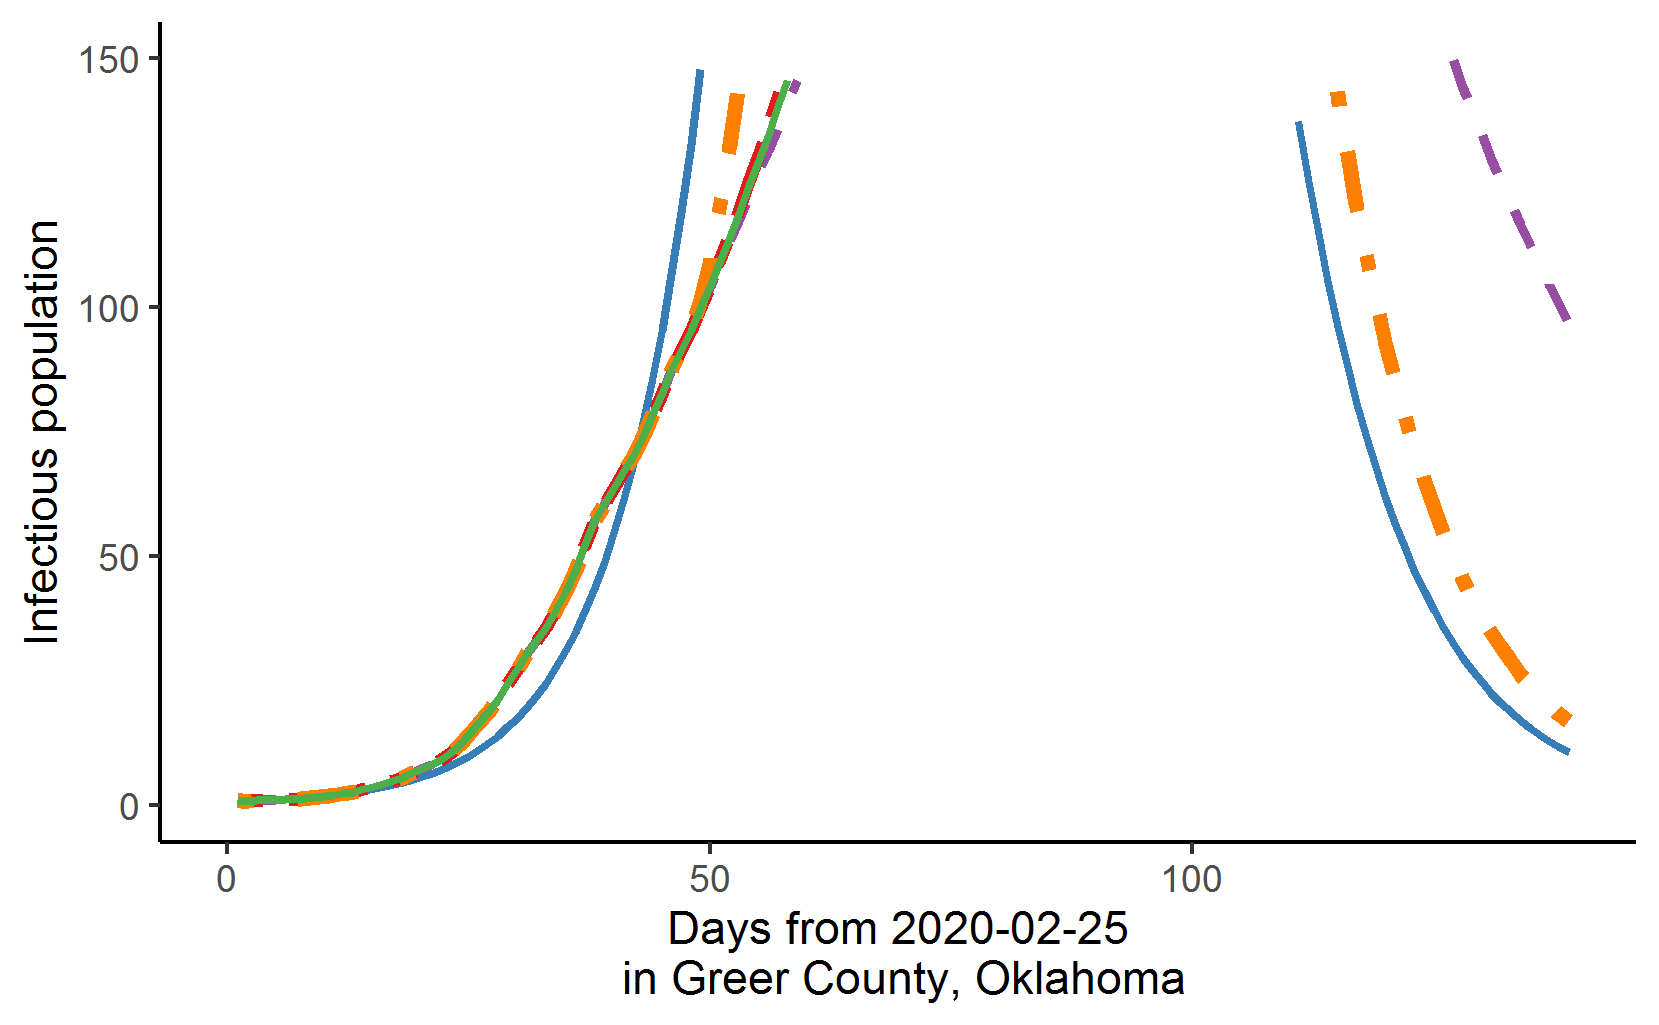 150
100
50
0
Infectious population
0 50 100
Days from 2020-02-25
in Greer County, Oklahoma